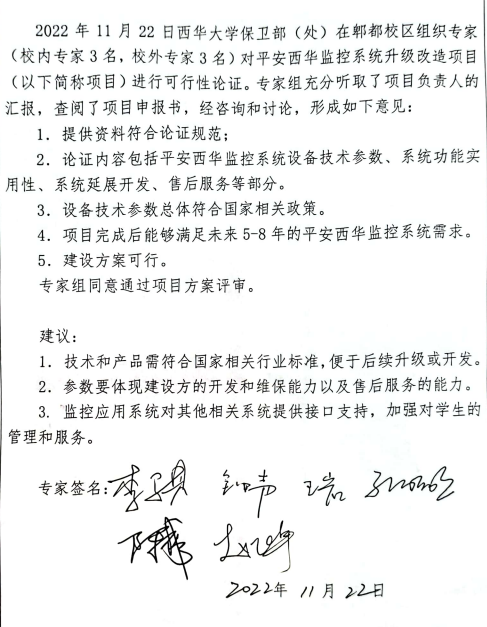 2022 年 11 月 22 日西华大学保卫部（处）在郫都校区组织专家
（校内专家 3 名，校外专家 3 名）对平安西华监控系统升级改造项目
（以下简称项目）进行可行性论证。专家组充分听取了项目负责人的
汇报，查阅了项目申报书，经咨询和讨论，形成如下意见：
1. 提供资料符合论证规范；
2. 论证内容包括平安西华监控系统设备技术参数、系统功能实
用性、系统延展开发、售后服务等部分。
3. 设备技术参数总体符合国家相关政策。
4. 项目完成后能够满足未来 5-8 年的平安西华监控系统需求。
5. 建设方案可行。
专家组同意通过项目方案评审。
建议：
1. 技术和产品需符合国家相关行业标准，便于后续升级或开发。
2. 参数要体现建设方的开发和维保能力以及售后服务的能力。
3. 监控应用系统对其他相关系统提供接口支持，加强对学生的
管理和服务。
专家签名：
2022年 11 月 22日